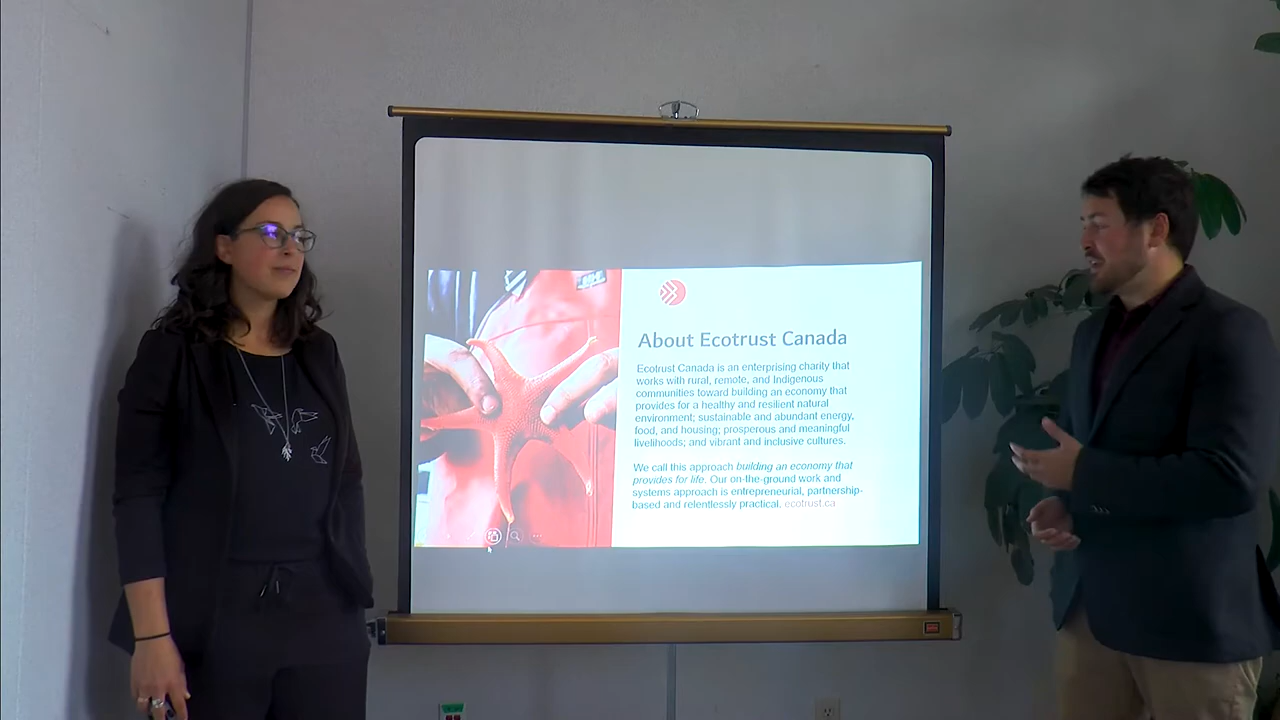 About Ecotrust Canada
Ecotrust Canada is an enterprising charity that
works with rural, remote, and Indigenous
communities toward building an economy that
provides for a healthy and resilient natural
environment; sustainable and abundant energy,
food, and housing; prosperous and meaningful
livelihoods; and vibrant and inclusive cultures.
We call this approach building an economy that
provides for life. Our on-the-ground work and
systems approach is entrepreneurial, partnership-
based and relentlessly practical. ecotrust.ca